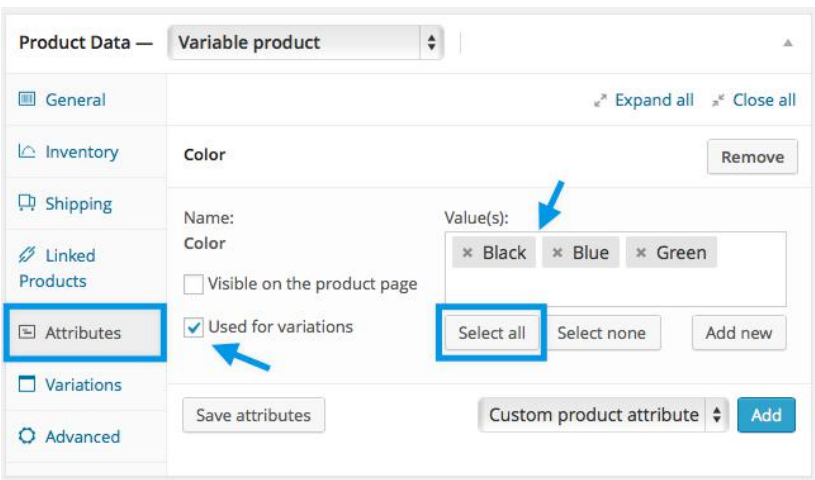 Product Data — Variable product
General
Expand all Close all
Inventory
Color
Remove
Shipping
Name:
Value(s):
Color
× Black × Blue × Green
Linked
Products
Visible on the product page
Attributes
Used for variations
Select all Select none Add new
Variations
Save attributes
Custom product attribute Add
Advanced